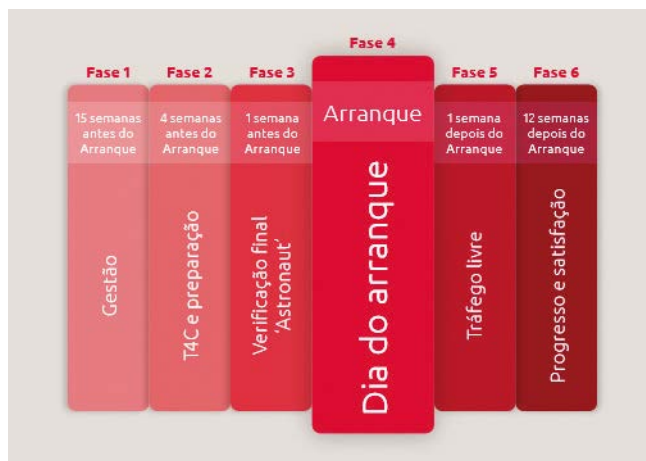 Fase 1
15 semanas
antes do
Arranque
Gestão
Fase 2
4 semanas
antes do
Arranque
T4C e preparação
Fase 3
1 semana
antes do
Arranque
Verificação final
‘Astronaut‘
Fase 4
Arranque
Dia do arranque
Fase 5
1 semana
depois do
Arranque
Tráfego livre
Fase 6
12 semanas
depois do
Arranque
Progresso e satisfação